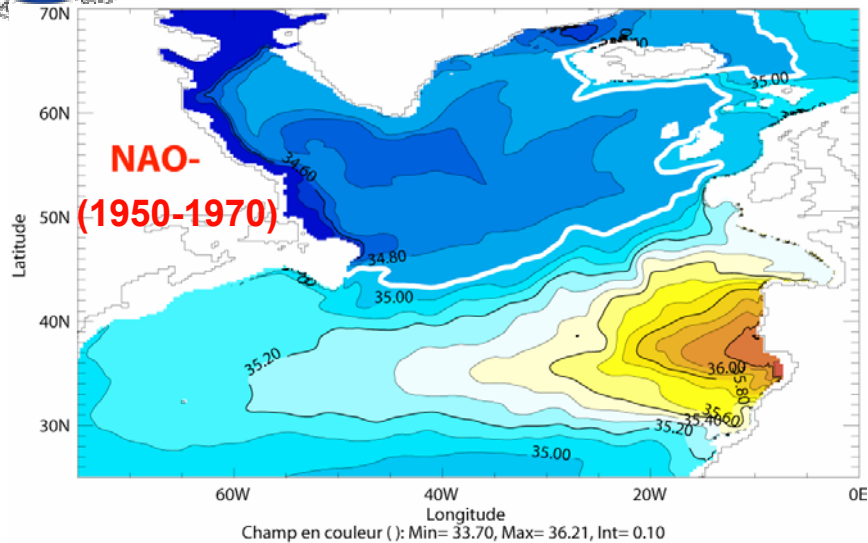 70N
60N
50N
40N
30N
Latitude
NAO-
(1950-1970)
35.00
34.60
34.80
35.00
35.20
36.00
35.80
35.60
35.40
35.20
35.00
60W 40W 20W 0E
Longitude
Champ en couleur ( ): Min= 33.70, Max= 36.21, Int= 0.10